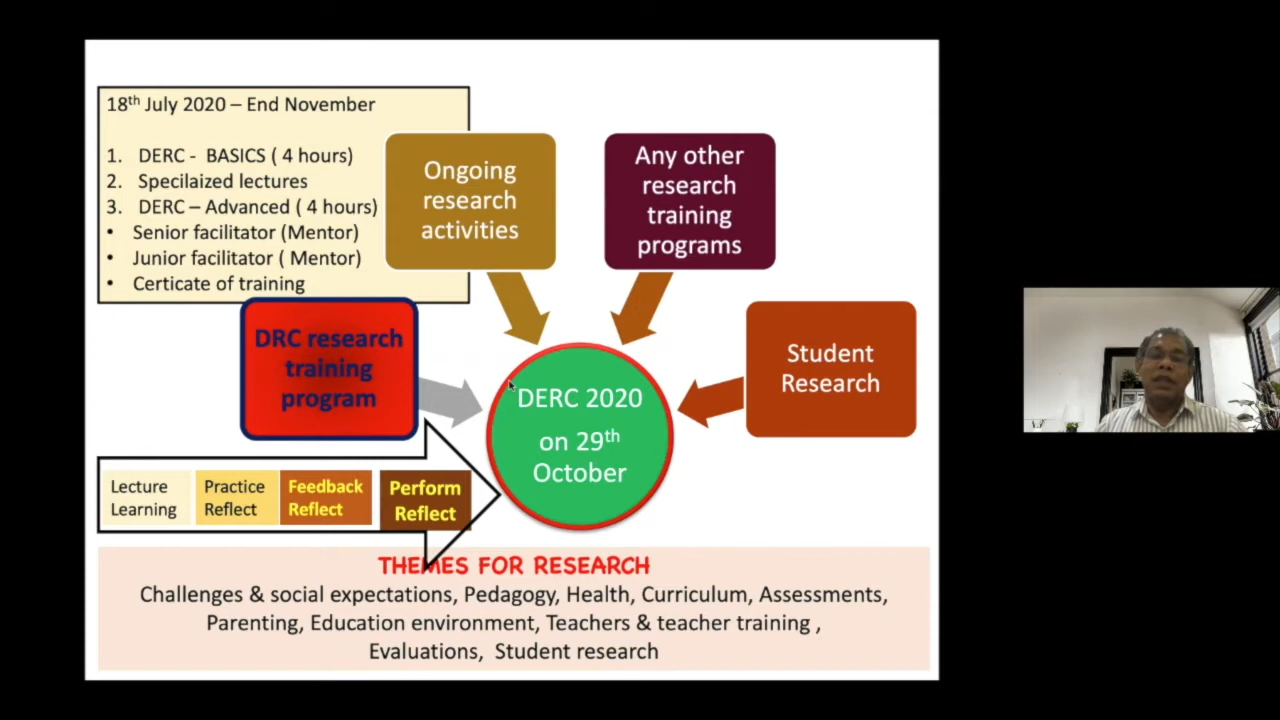 18th July 2020 – End November
1. DERC - BASICS ( 4 hours)
2. Specilaized lectures
3. DERC – Advanced ( 4 hours)
• Senior facilitator (Mentor)
• Junior facilitator ( Mentor)
• Certicate of training
Ongoing
research
activities
Any other
research
training
programs
DRC research
training
program
Student
Research
DERC 2020
on 29th
October
Lecture
Learning
Practice
Reflect
Feedback
Reflect
Perform
Reflect
THEMES FOR RESEARCH
Challenges & social expectations, Pedagogy, Health, Curriculum, Assessments,
Parenting, Education environment, Teachers & teacher training ,
Evaluations, Student research